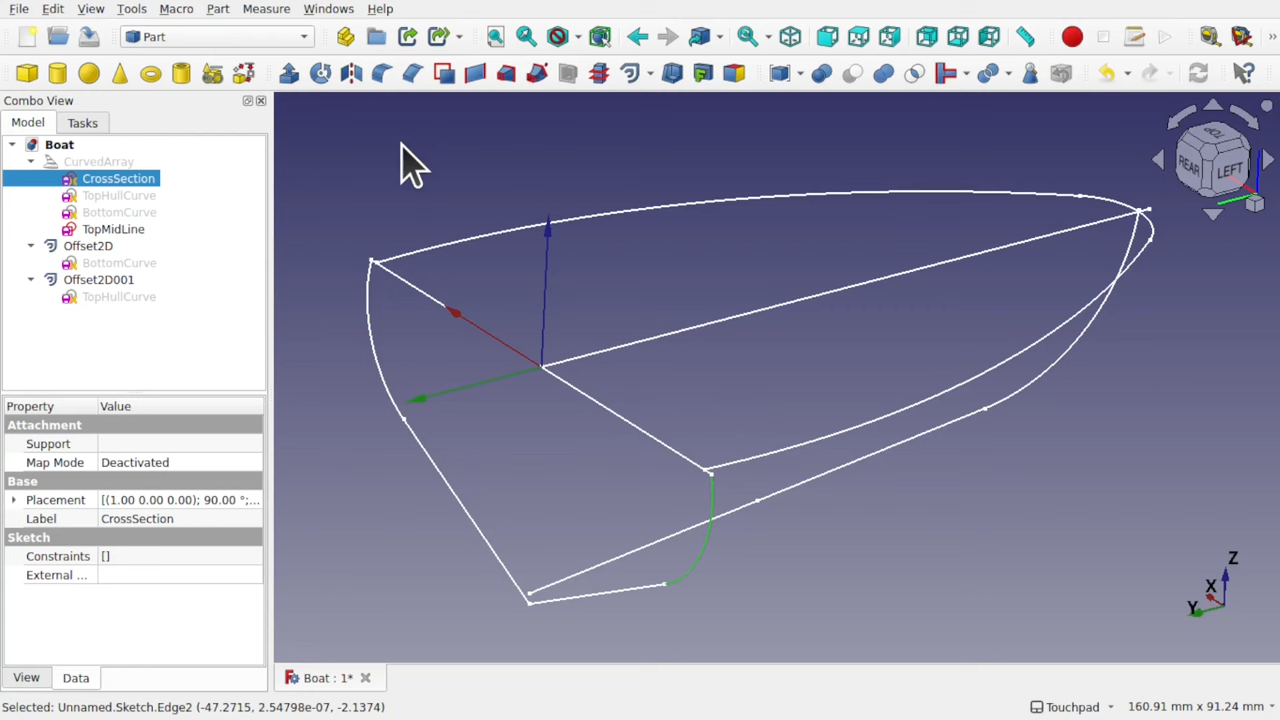 File Edit View Tools Macro Part Measure Windows Help
Part
Combo View
Model Tasks
Boat
CurvedArray
CrossSection
TopHullCurve
BottomCurve
TopMidLine
Offset2D
BottomCurve
Offset2D001
TopHullCurve
Property Value
Attachment
Support
Map Mode Deactivated
Base
Placement [(1.00 0.00 0.00); 90.00 °;...
Label CrossSection
Sketch
Constraints []
External ...
View Data
TOP
REAR LEFT
Z
X
Y
Boat : 1*
Selected: Unnamed.Sketch.Edge2 (-47.2715, 2.54798e-07, -2.1374) Touchpad 160.91 mm x 91.24 mm